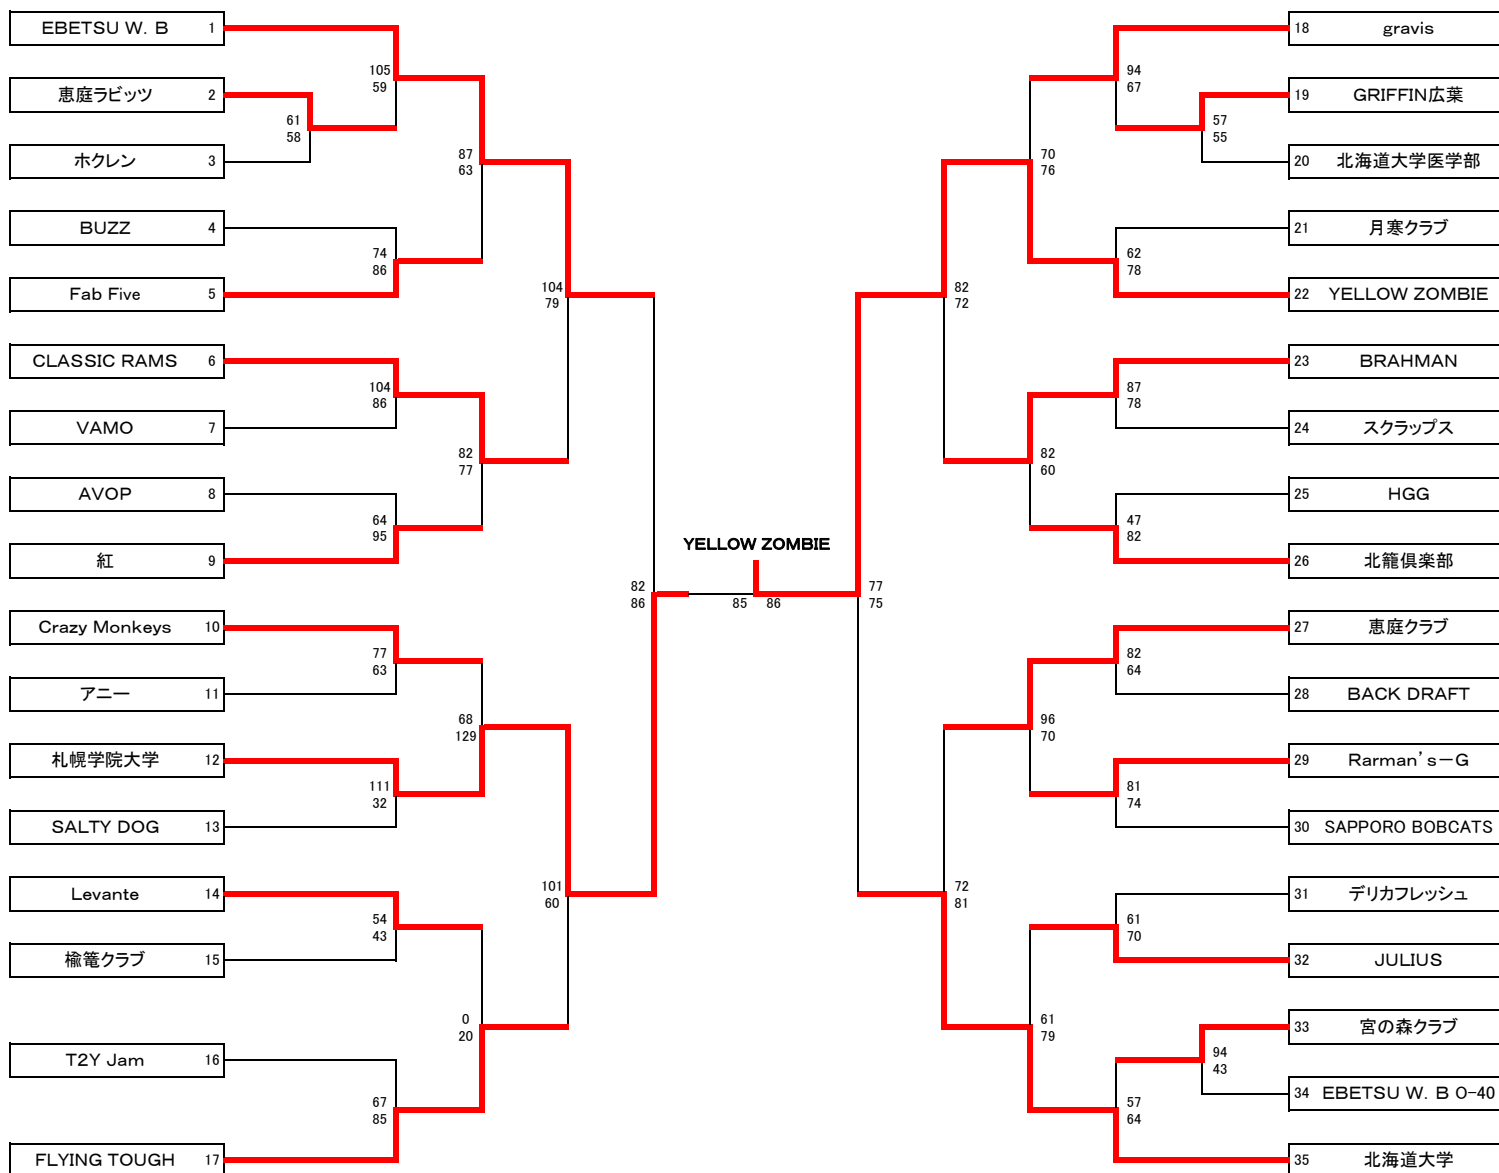 EBETSU W. B 1
恵庭ラビッツ 2
ホクレン 3
BUZZ 4
Fab Five 5
CLASSIC RAMS 6
VAMO 7
AVOP 8
紅 9
Crazy Monkeys 10
アニー 11
札幌学院大学 12
SALTY DOG 13
Levante 14
楡篭クラブ 15
T2Y Jam 16
FLYING TOUGH 17
61
58
105
59
74
86
104
86
64
95
77
63
111
32
54
43
67
85
87
63
82
77
68
129
0
20
104
79
101
60
82
86
YELLOW ZOMBIE
85 86
77
75
82
72
72
81
70
76
82
60
96
70
61
79
94
67
62
78
87
78
47
82
82
64
81
74
61
70
57
64
57
55
94
43
18 gravis
19 GRIFFIN広葉
20 北海道大学医学部
21 月寒クラブ
22 YELLOW ZOMBIE
23 BRAHMAN
24 スクラップス
25 HGG
26 北籠倶楽部
27 恵庭クラブ
28 BACK DRAFT
29 Rarman's－G
30 SAPPORO BOBCATS
31 デリカフレッシュ
32 JULIUS
33 宮の森クラブ
34 EBETSU W. B O-40
35 北海道大学